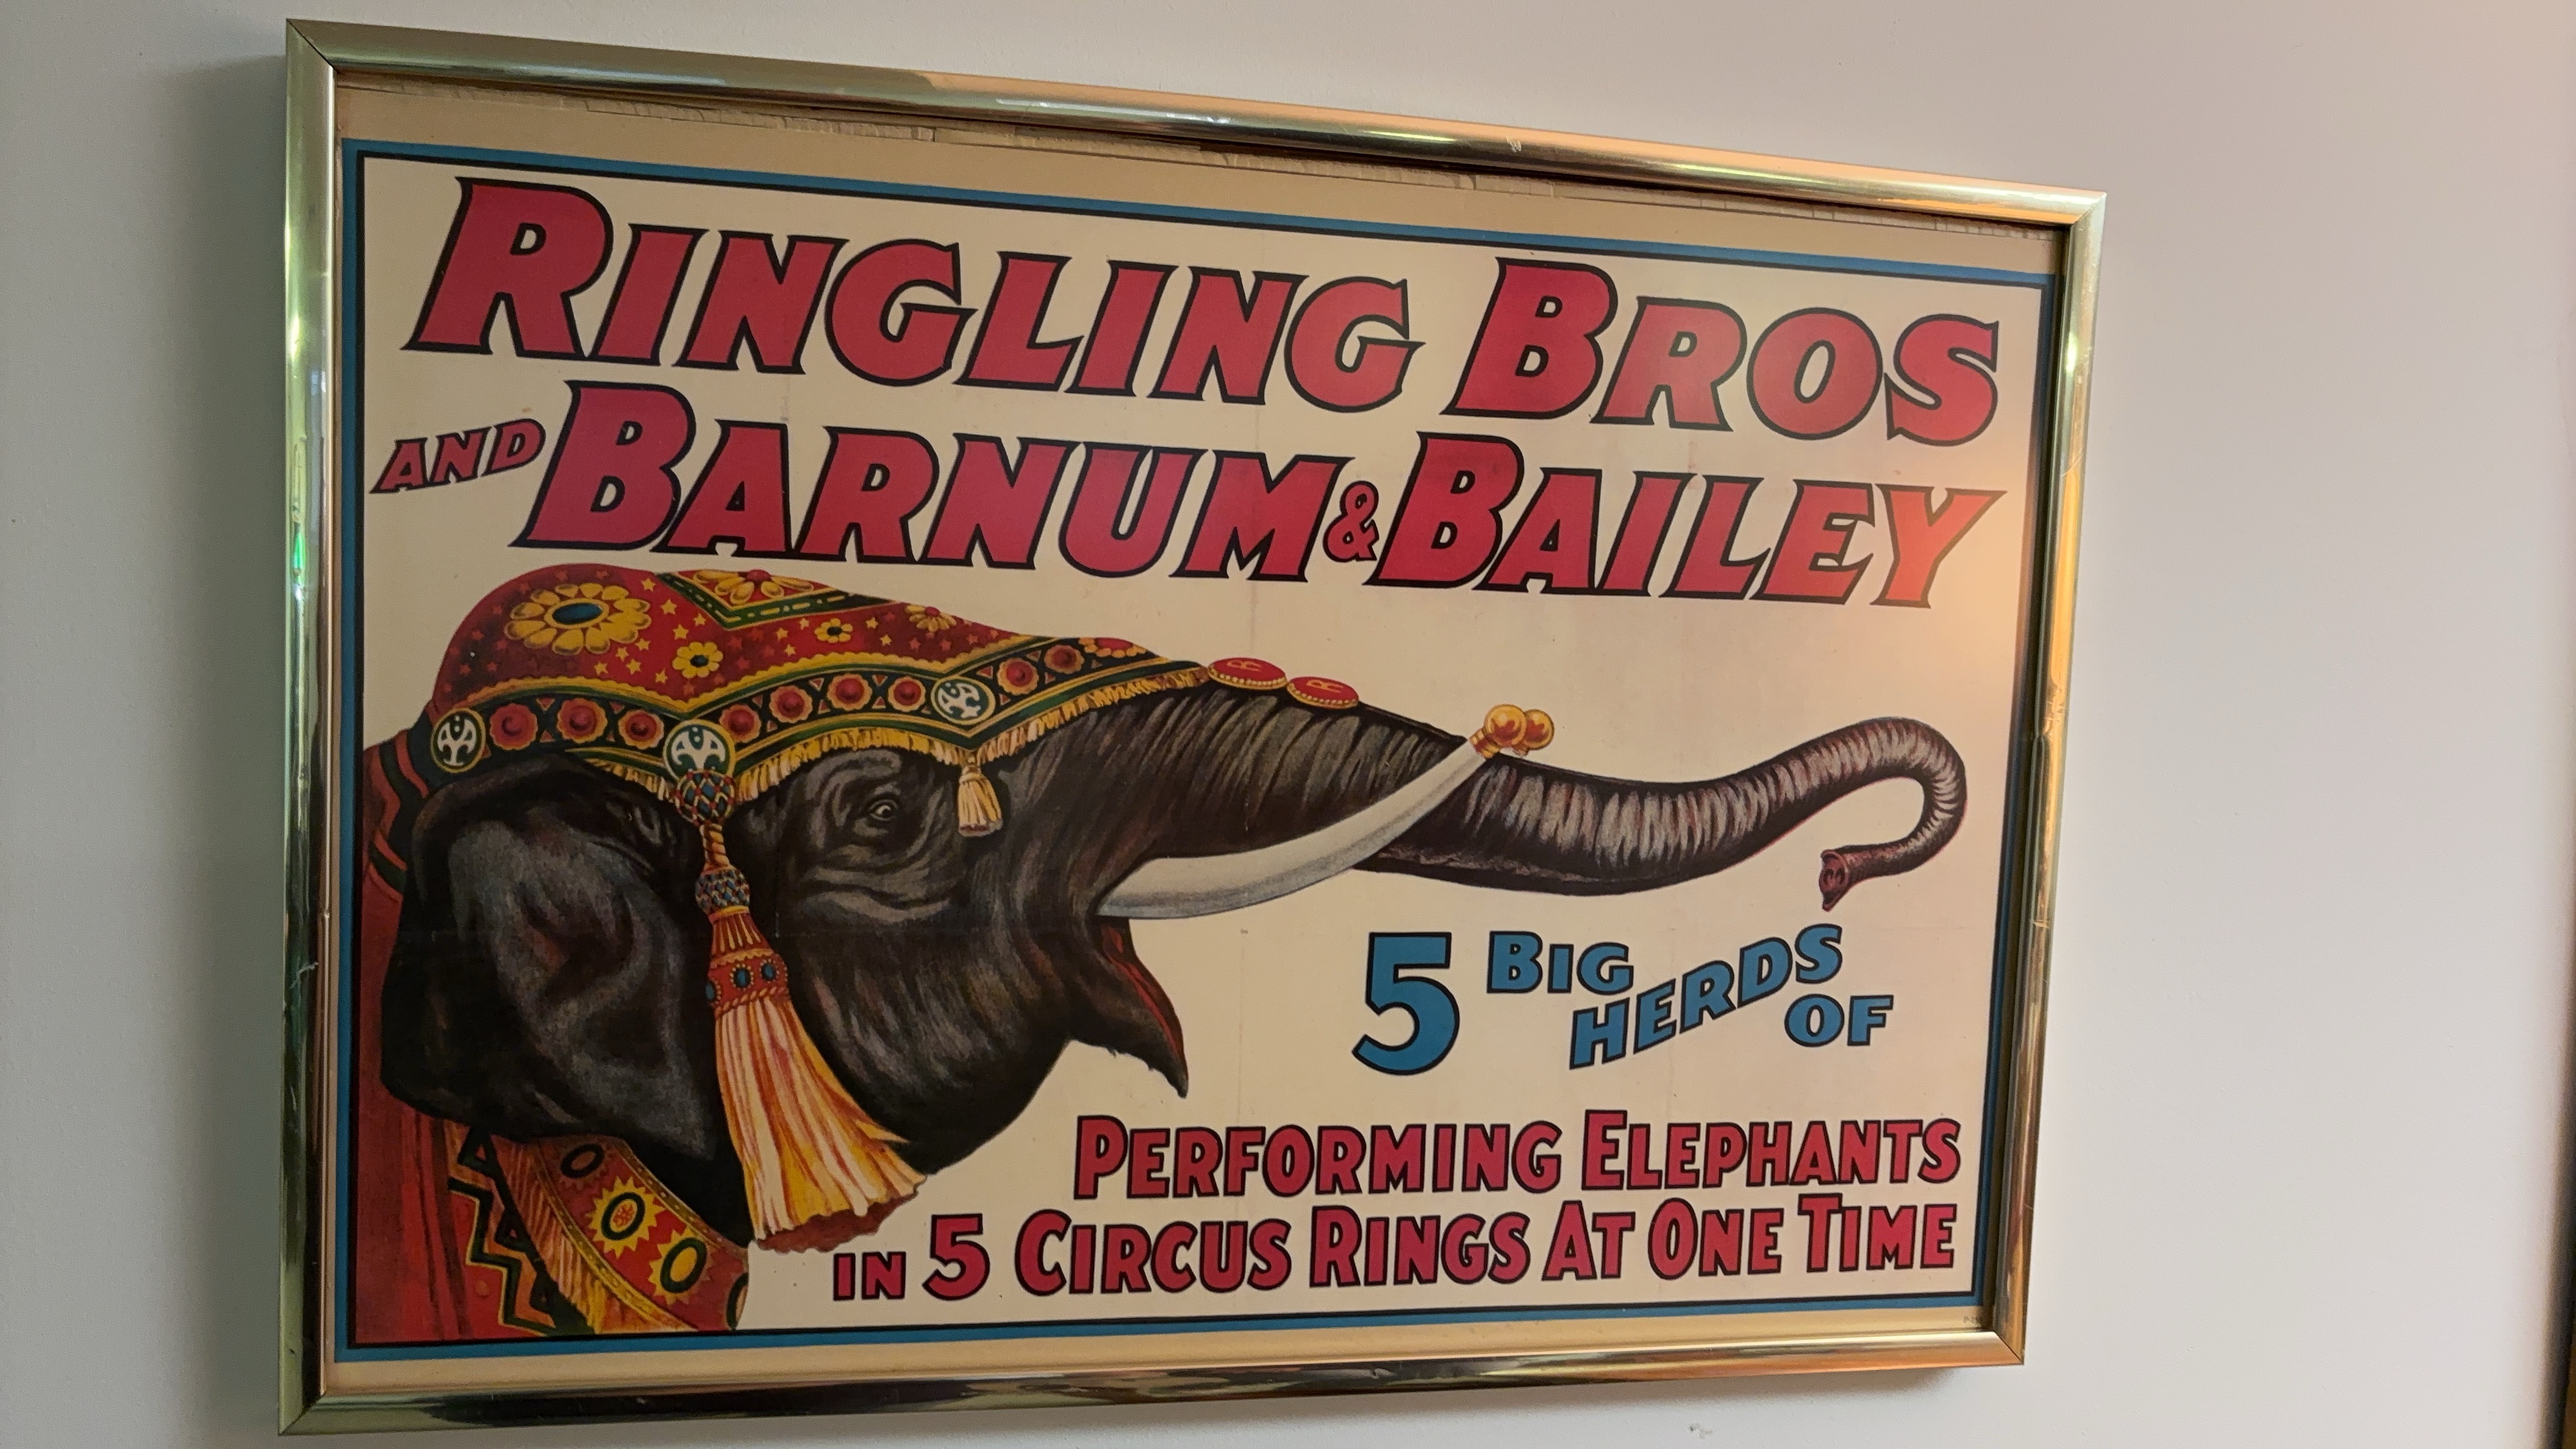 RINGLING BROS
AND BARNUM & BAILEY
R R
5 BIG HERDS OF
PERFORMING ELEPHANTS
IN 5 CIRCUS RINGS AT ONE TIME